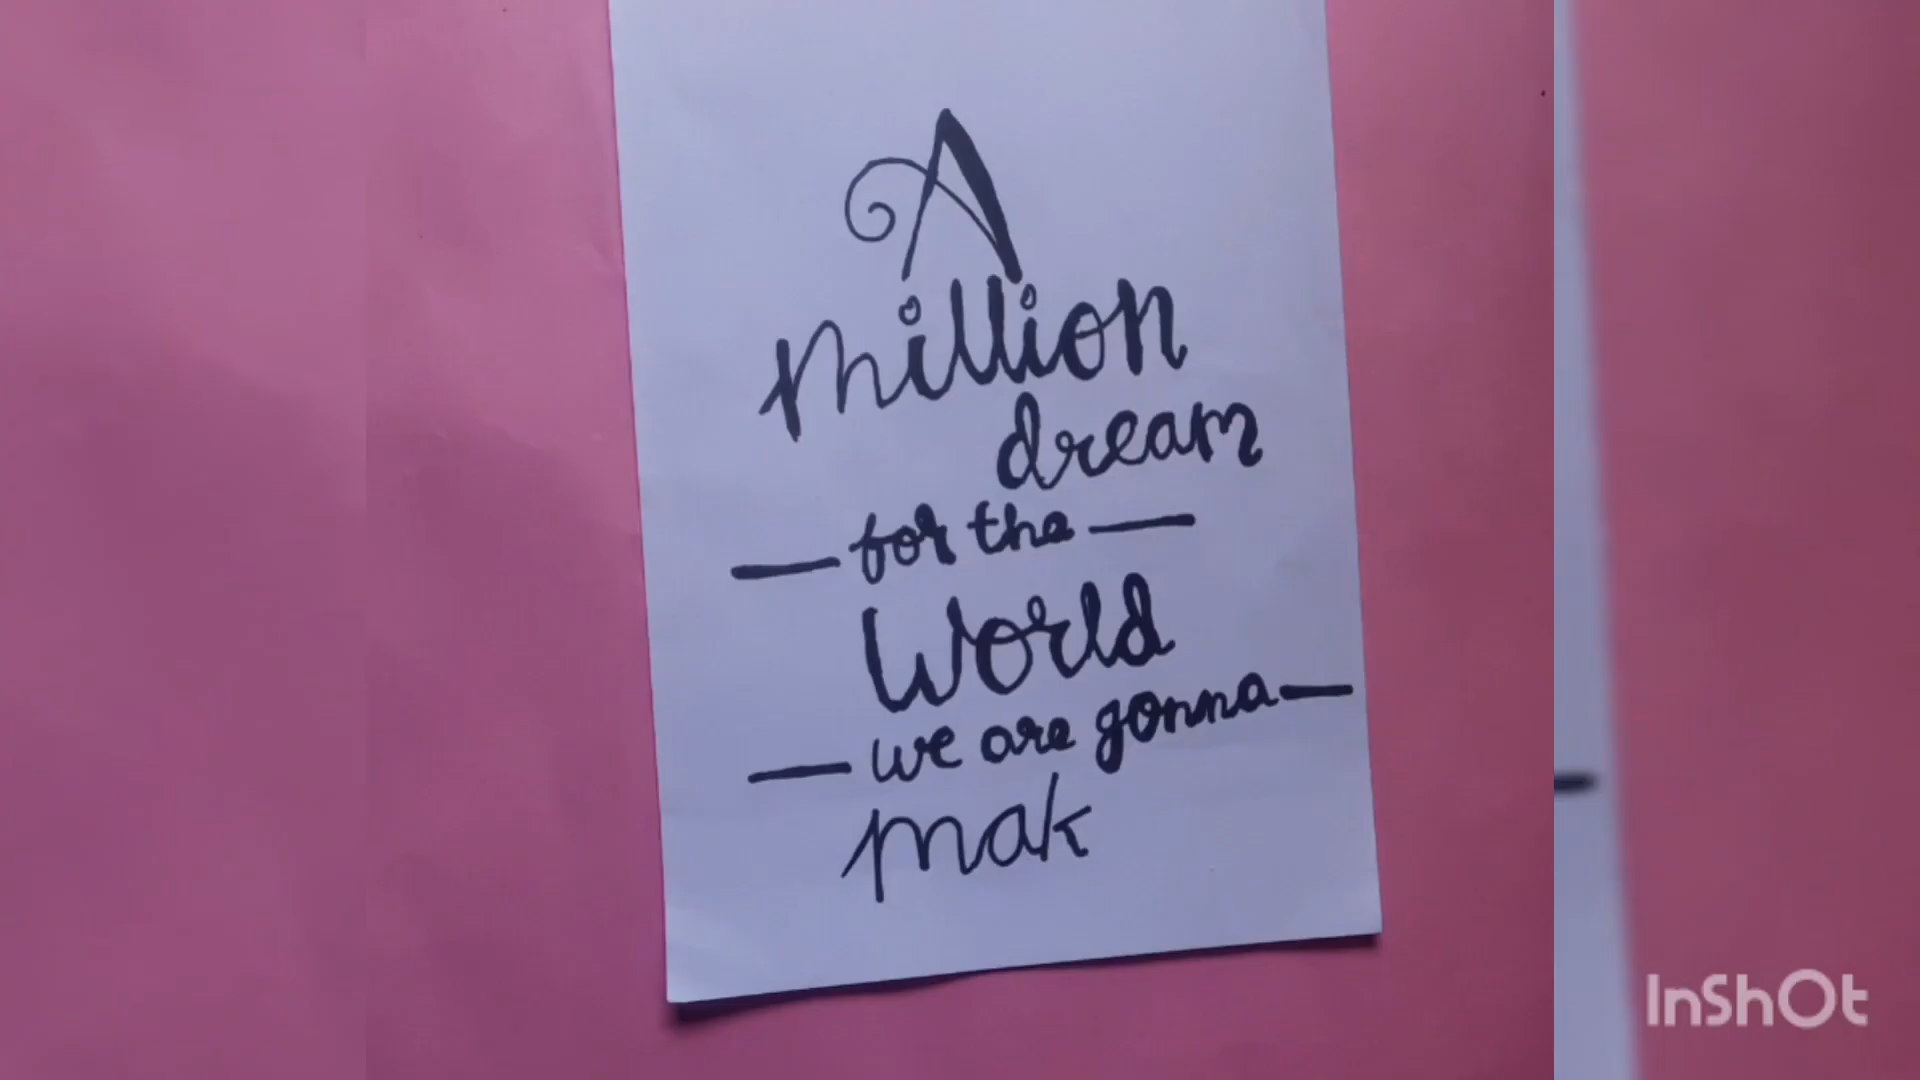 A
million
dream
for the
World
we are gonna
mak
InShOt